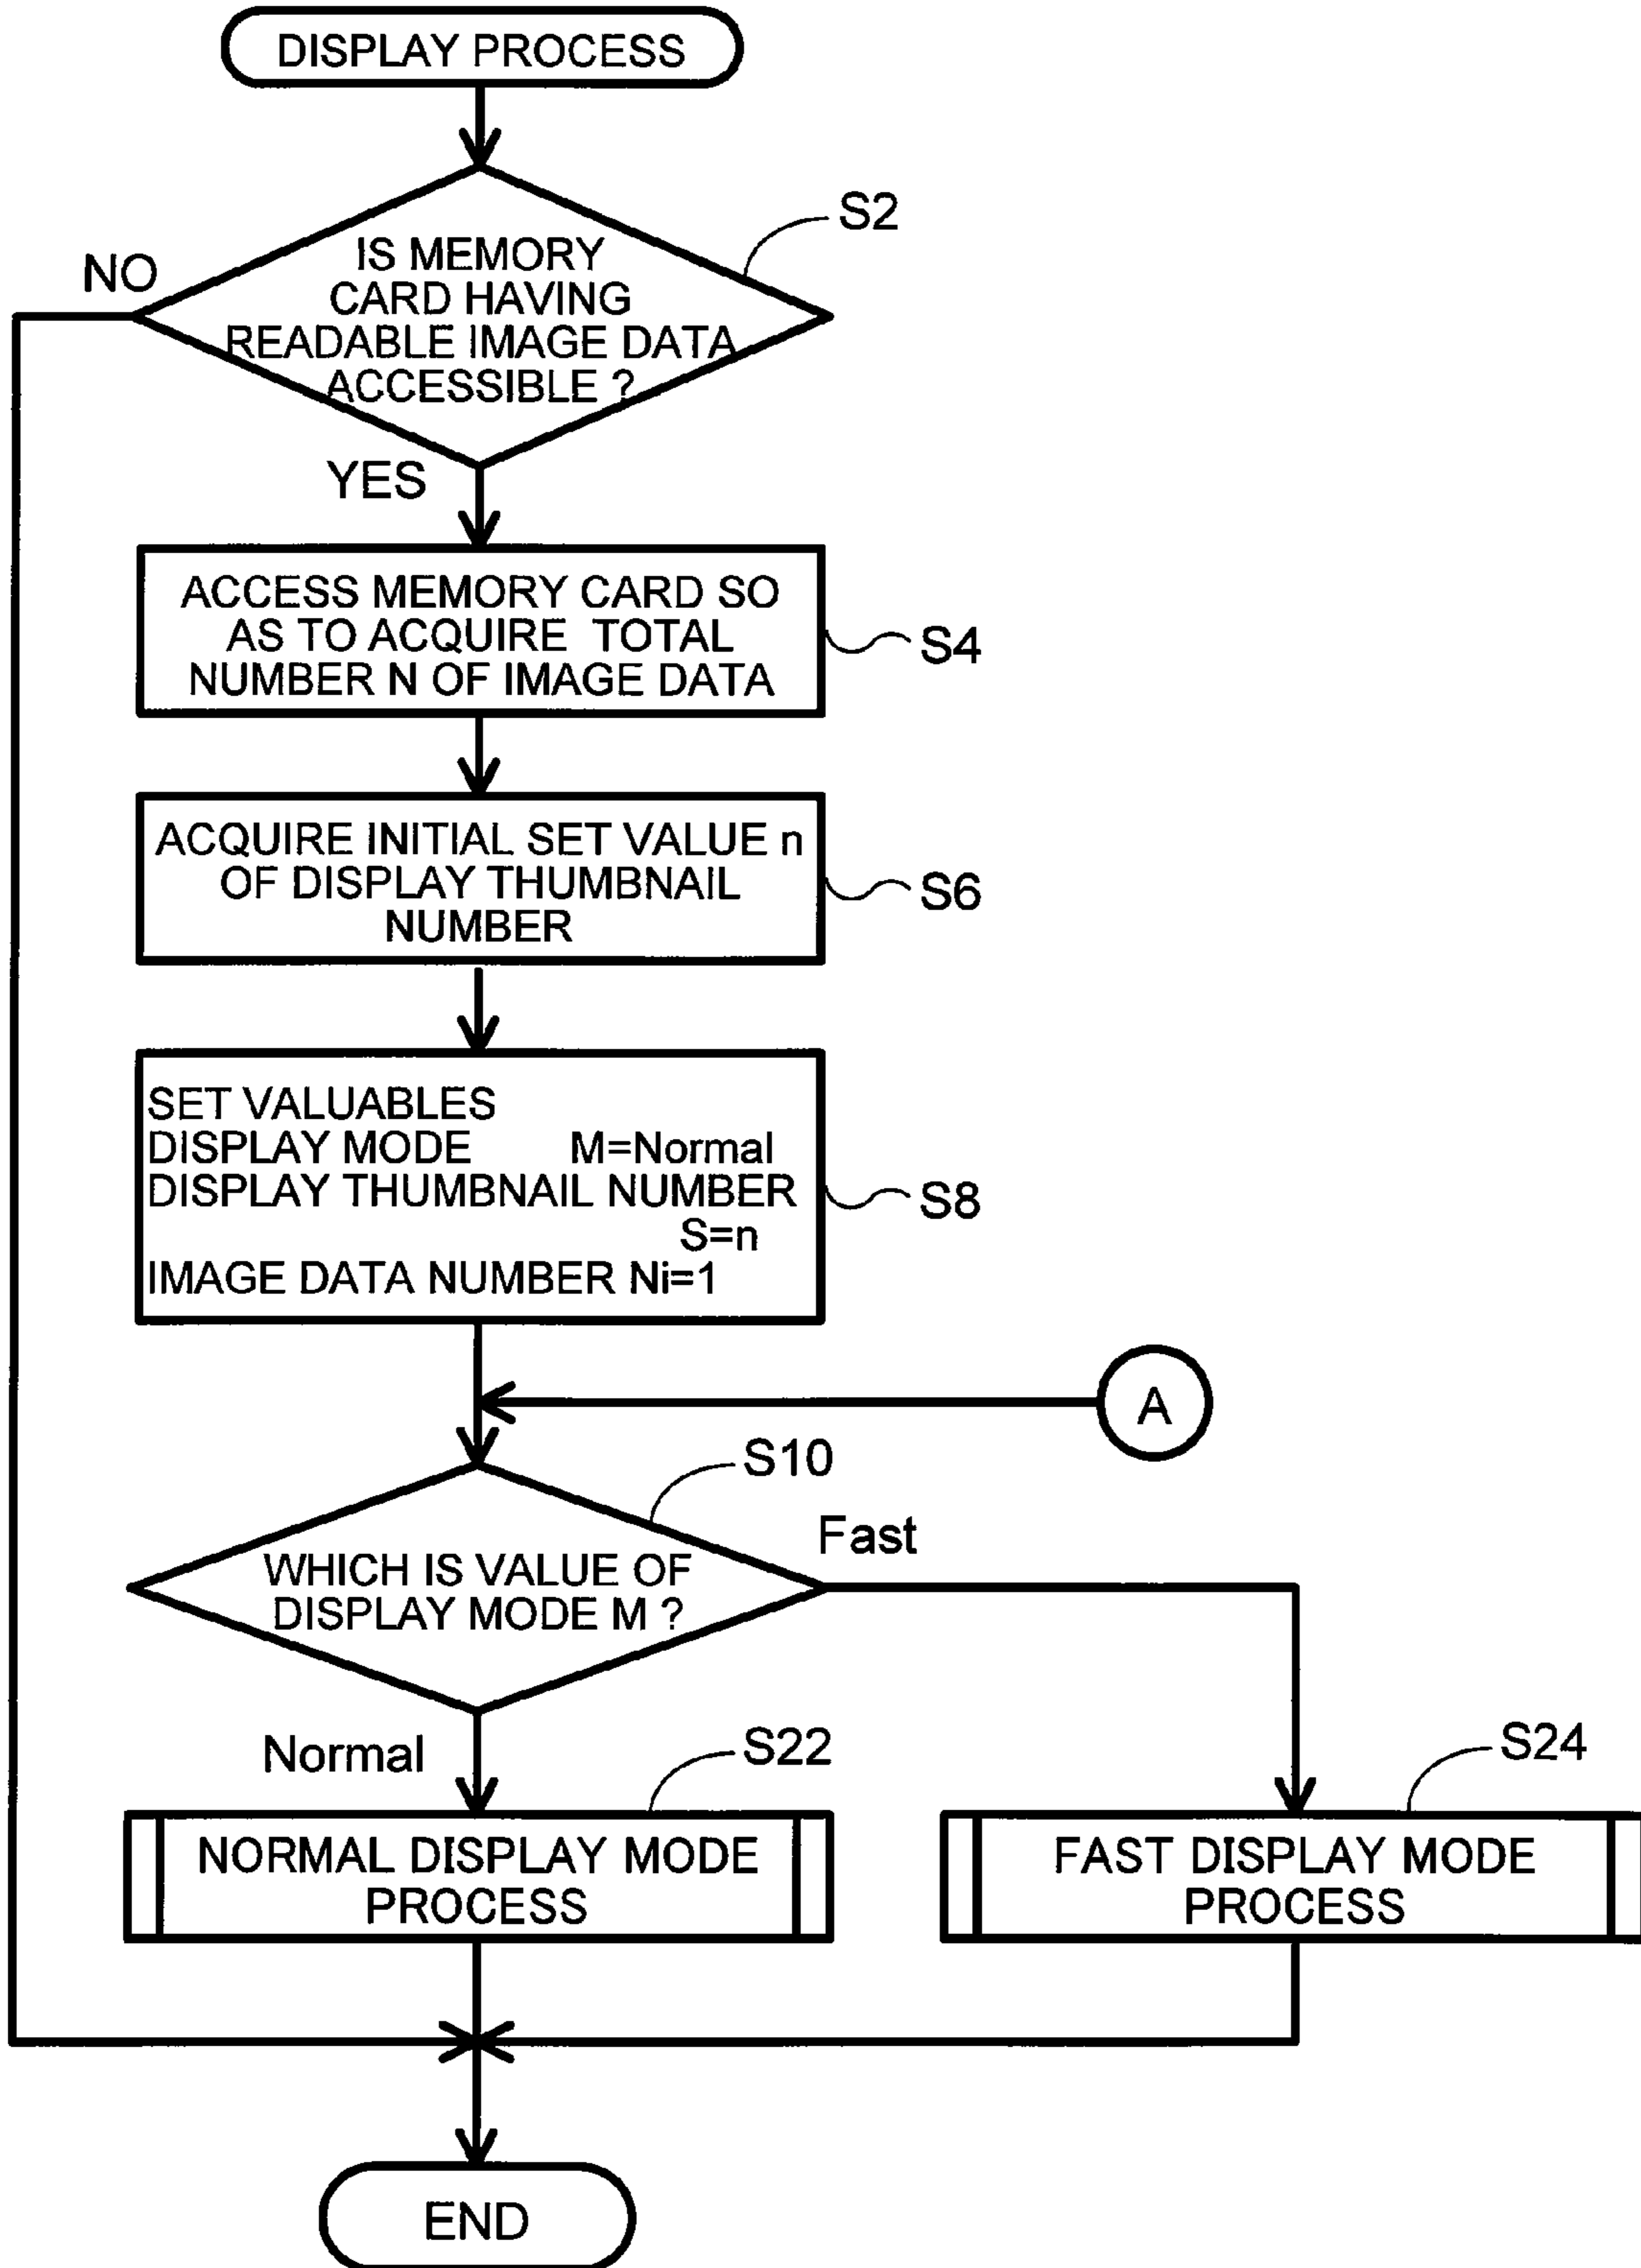 DISPLAY PROCESS
S2
NO
IS MEMORY
CARD HAVING
READABLE IMAGE DATA
ACCESSIBLE ?
YES
ACCESS MEMORY CARD SO
AS TO ACQUIRE TOTAL
NUMBER N OF IMAGE DATA
S4
ACQUIRE INITIAL SET VALUE n
OF DISPLAY THUMBNAIL
NUMBER
S6
SET VALUABLES
DISPLAY MODE M=Normal
DISPLAY THUMBNAIL NUMBER
S=n
IMAGE DATA NUMBER Ni=1
S8
A
S10
Fast
WHICH IS VALUE OF
DISPLAY MODE M ?
Normal
S22
S24
NORMAL DISPLAY MODE
PROCESS
FAST DISPLAY MODE
PROCESS
END